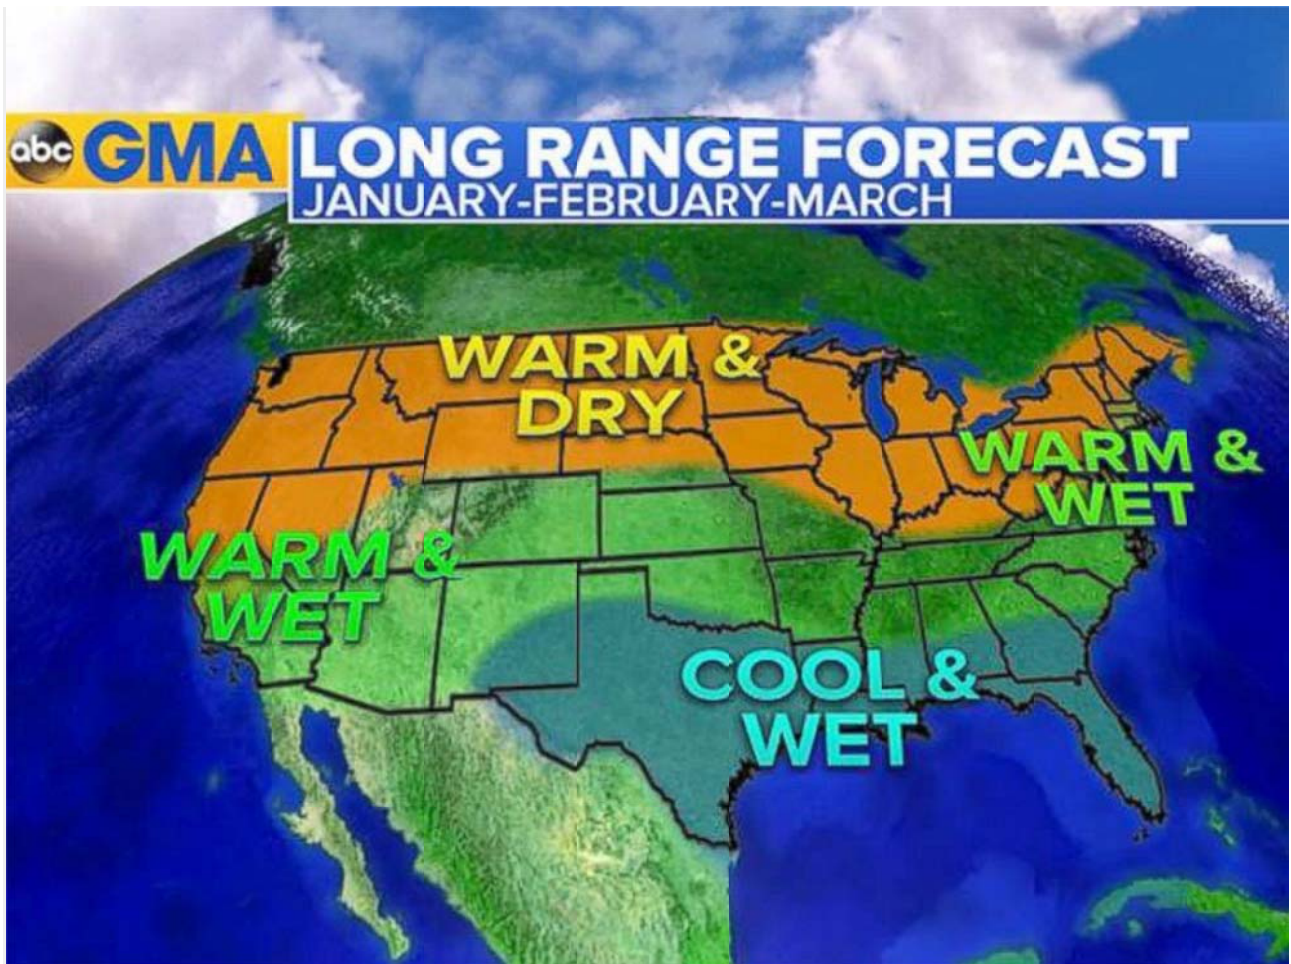 abc GMA
LONG RANGE FORECAST
JANUARY-FEBRUARY-MARCH
WARM &
DRY
WARM &
WET
WARM &
WET
COOL &
WET